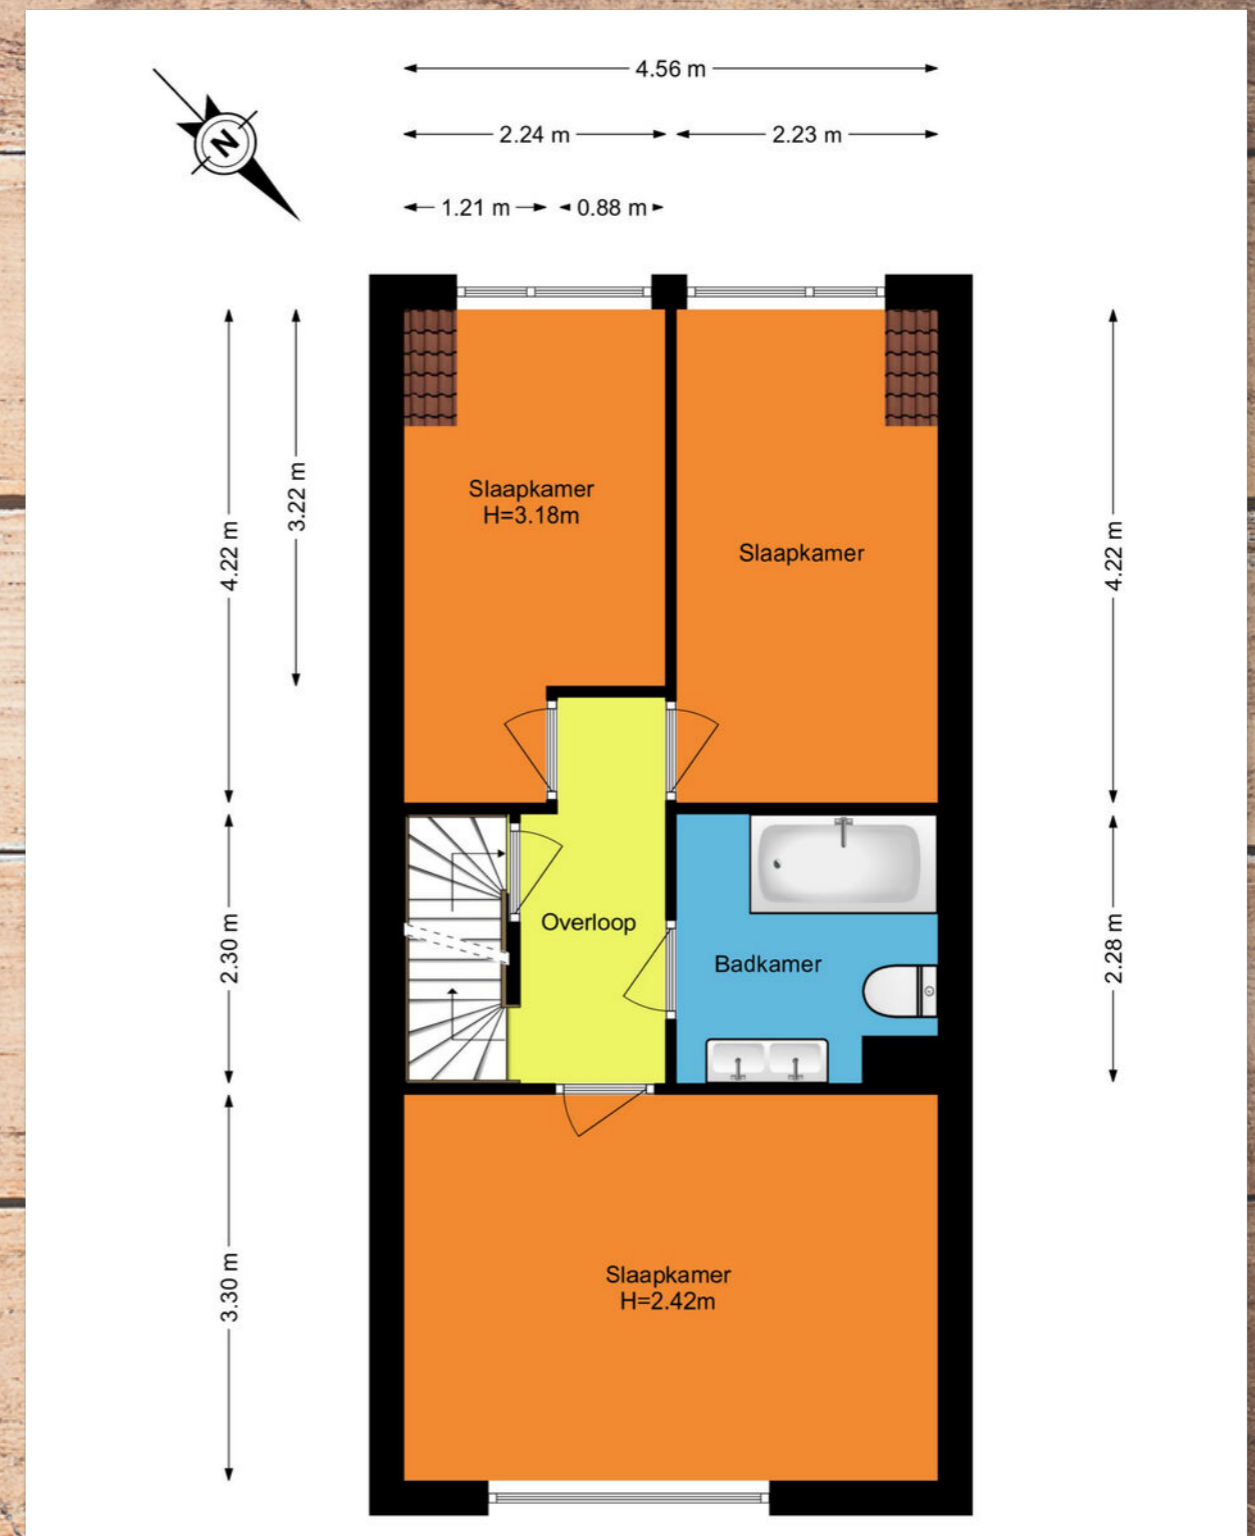 4.56 m
2.24 m
2.23 m
1.21 m
0.88 m
N
4.22 m
3.22 m
4.22 m
Slaapkamer
H=3.18m
Slaapkamer
2.30 m
Overloop
Badkamer
2.28 m
3.30 m
Slaapkamer
H=2.42m